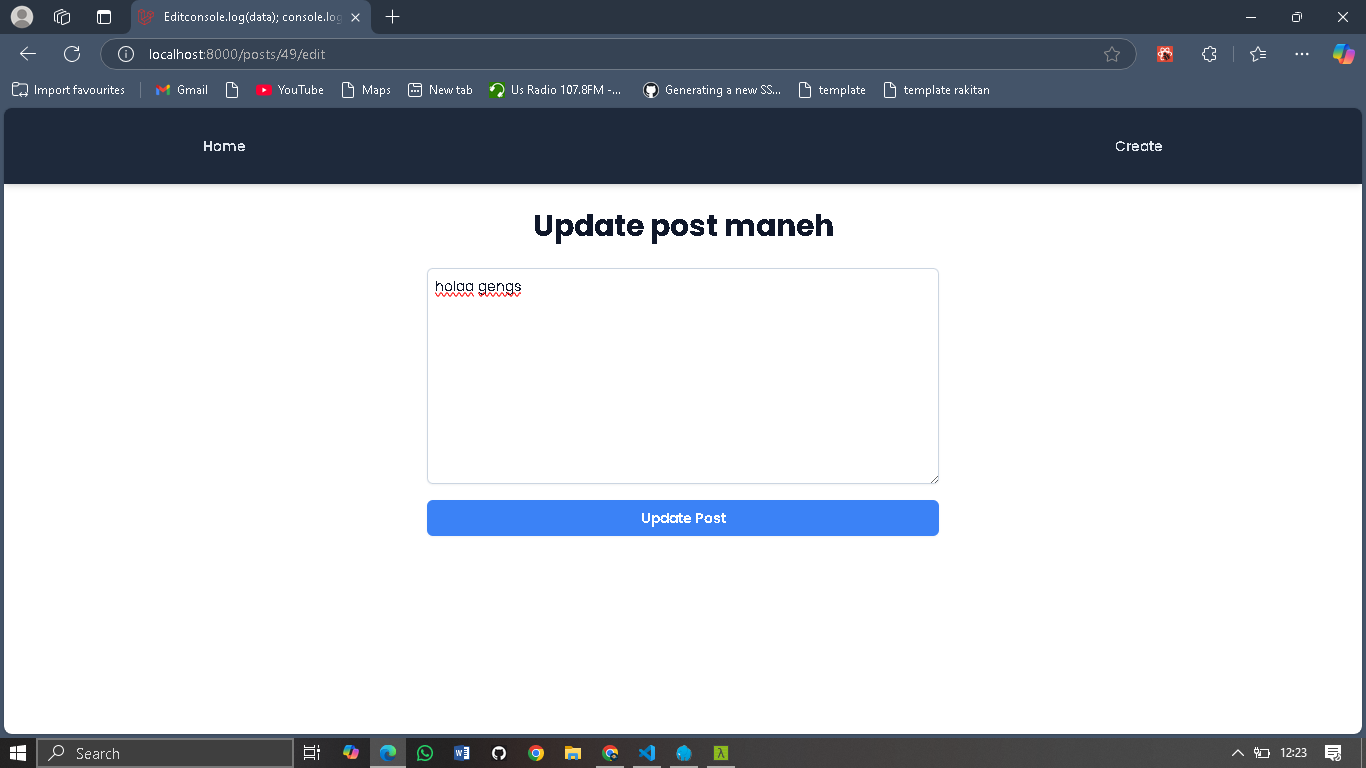 Editconsole.log(data); console.log
localhost:8000/posts/49/edit
Import favourites
Gmail
YouTube
Maps
New tab
Us Radio 107.8FM -...
Generating a new SS...
template
template rakitan
Home
Create
Update post maneh
holaa gengs
Update Post
Search
12:23